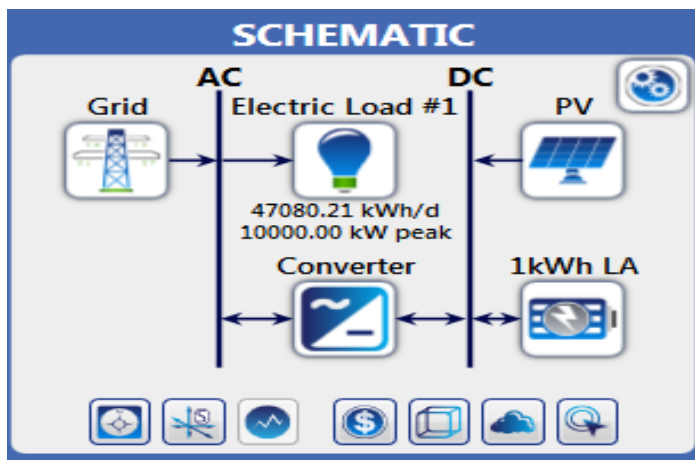 SCHEMATIC
AC DC
Grid Electric Load #1 PV
47080.21 kWh/d
10000.00 kW peak
Converter 1kWh LA